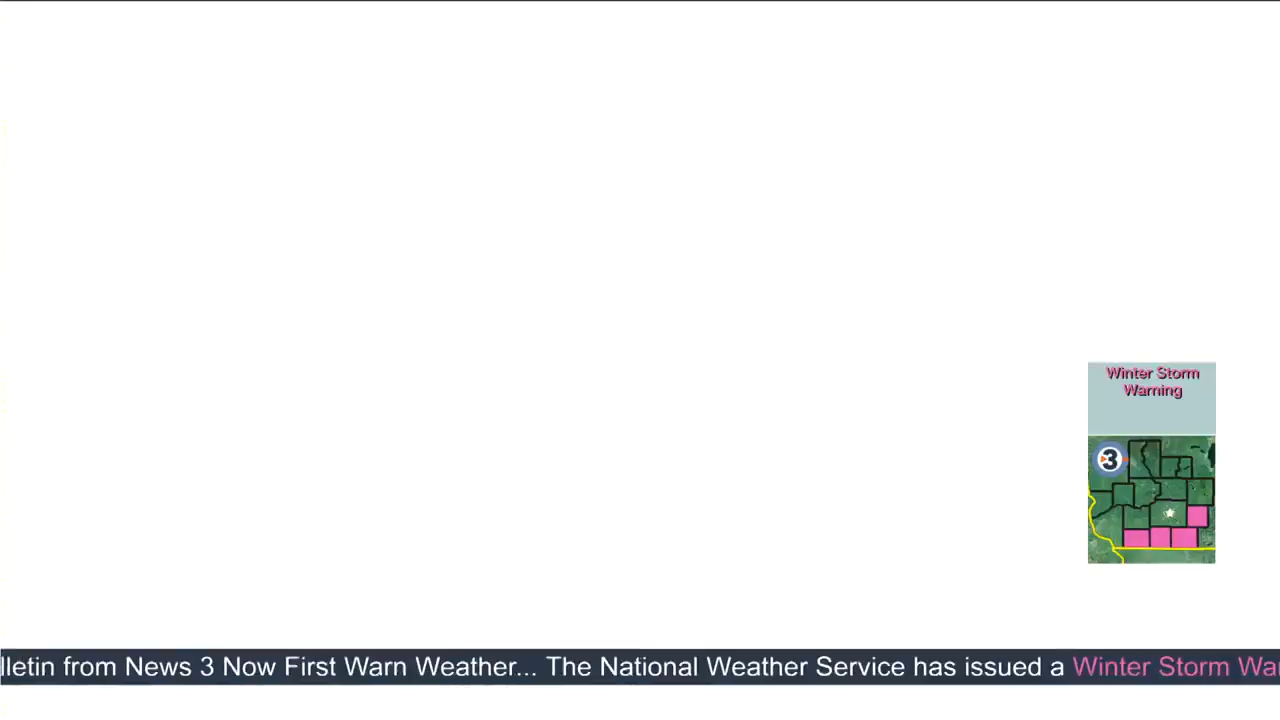 Winter Storm
Warning
3
lletin from News 3 Now First Warn Weather... The National Weather Service has issued a Winter Storm Wa